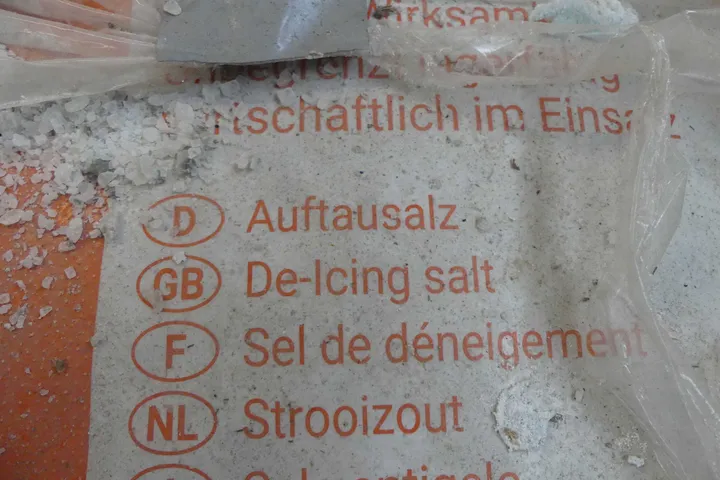 Wirksam
wirtschaftlich im Einsatz
D Auftausalz
GB De-Icing salt
F Sel de déneigement
NL Strooizout